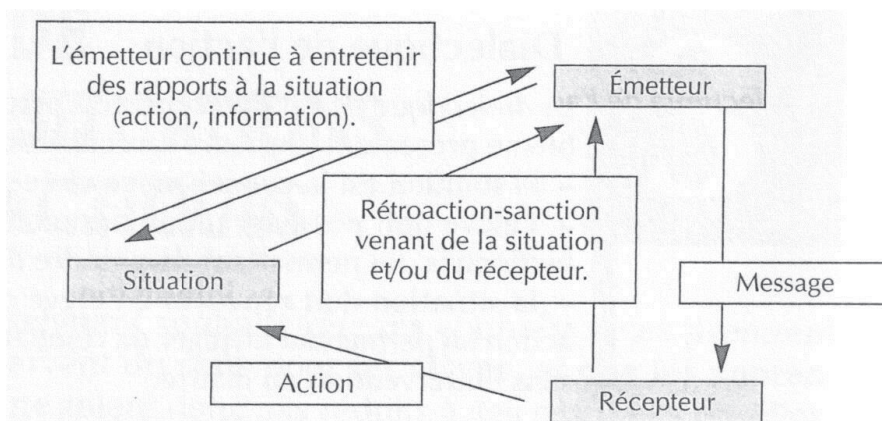 L'émetteur continue à entretenir
des rapports à la situation
(action, information).
Émetteur
Rétroaction-sanction
venant de la situation
et/ou du récepteur.
Situation
Message
Action
Récepteur